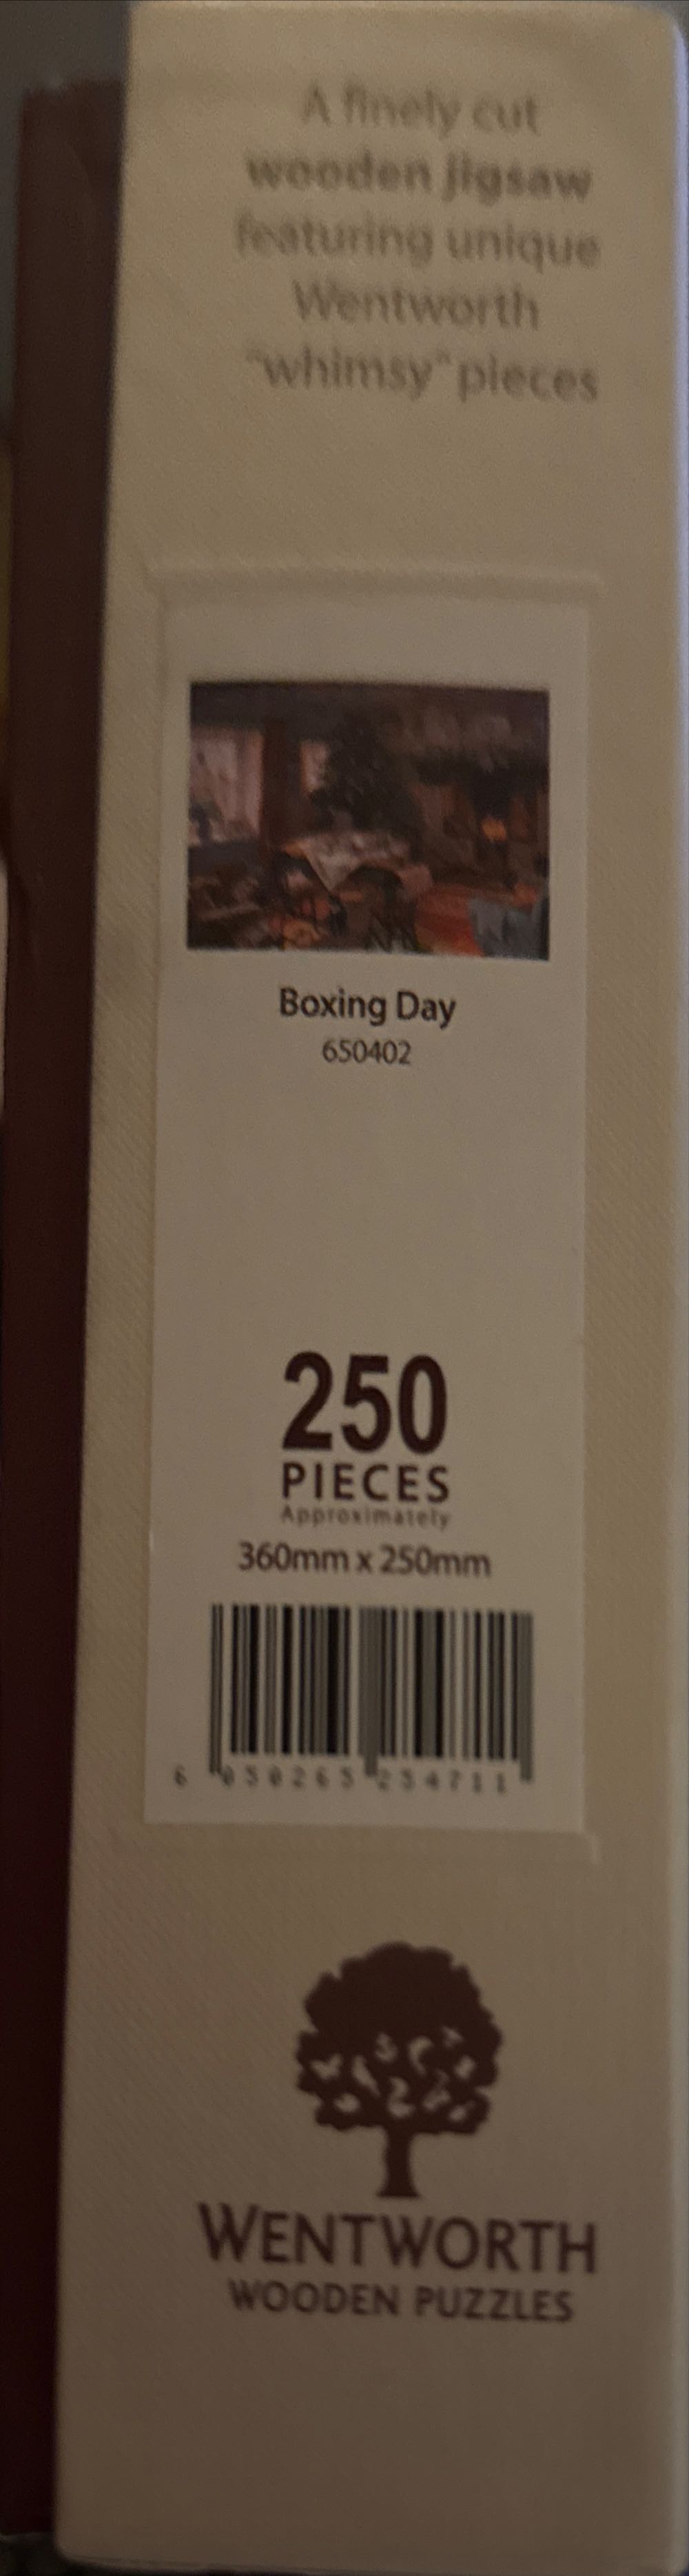 A finely cut
wooden jigsaw
featuring unique
Wentworth
"whimsy" pieces
Boxing Day
650402
250
PIECES
Approximately
360mm x 250mm
WENTWORTH
WOODEN PUZZLES